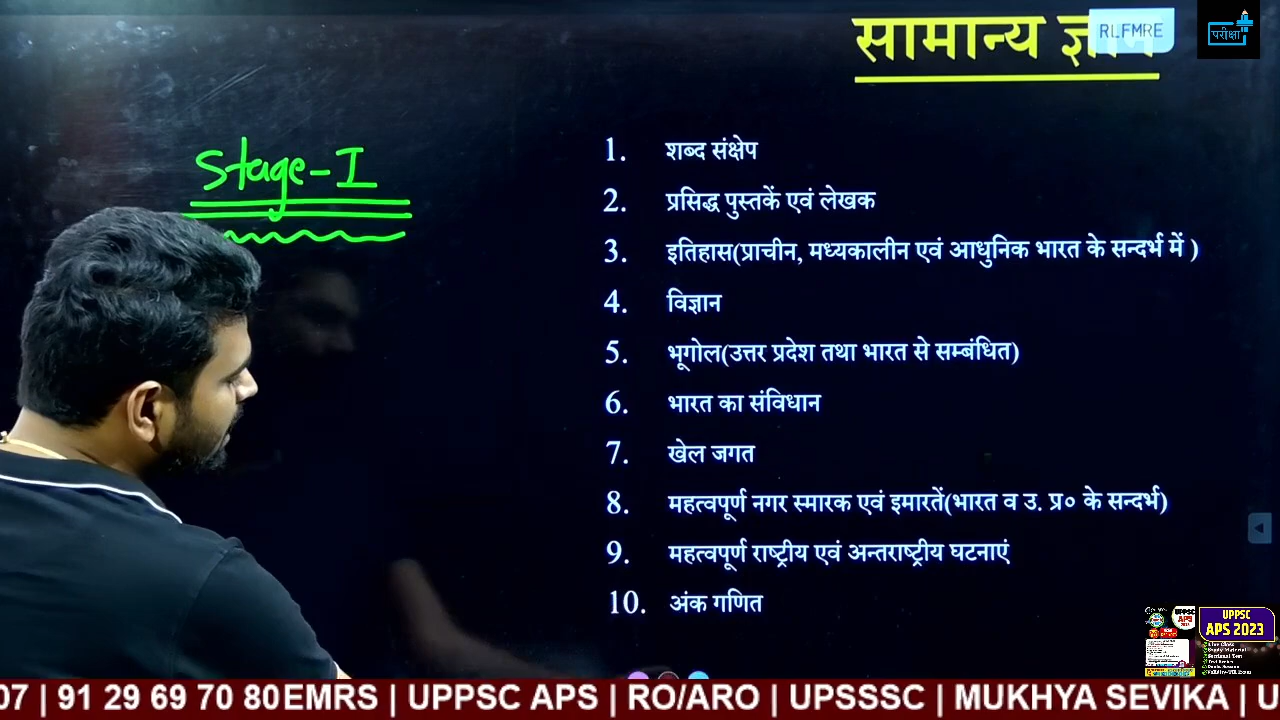 सामान्य ज्ञान
RLFMRE
परीक्षा
Stage-I
1. शब्द संक्षेप
2. प्रसिद्ध पुस्तकें एवं लेखक
3. इतिहास(प्राचीन, मध्यकालीन एवं आधुनिक भारत के सन्दर्भ में )
4. विज्ञान
5. भूगोल(उत्तर प्रदेश तथा भारत से सम्बंधित)
6. भारत का संविधान
7. खेल जगत
8. महत्वपूर्ण नगर स्मारक एवं इमारतें(भारत व उ. प्र० के सन्दर्भ)
9. महत्वपूर्ण राष्ट्रीय एवं अन्तराष्ट्रीय घटनाएं
10. अंक गणित
UPPSC
APS 2023
07 | 91 29 69 70 80EMRS | UPPSC APS | RO/ARO | UPSSSC | MUKHYA SEVIKA | U